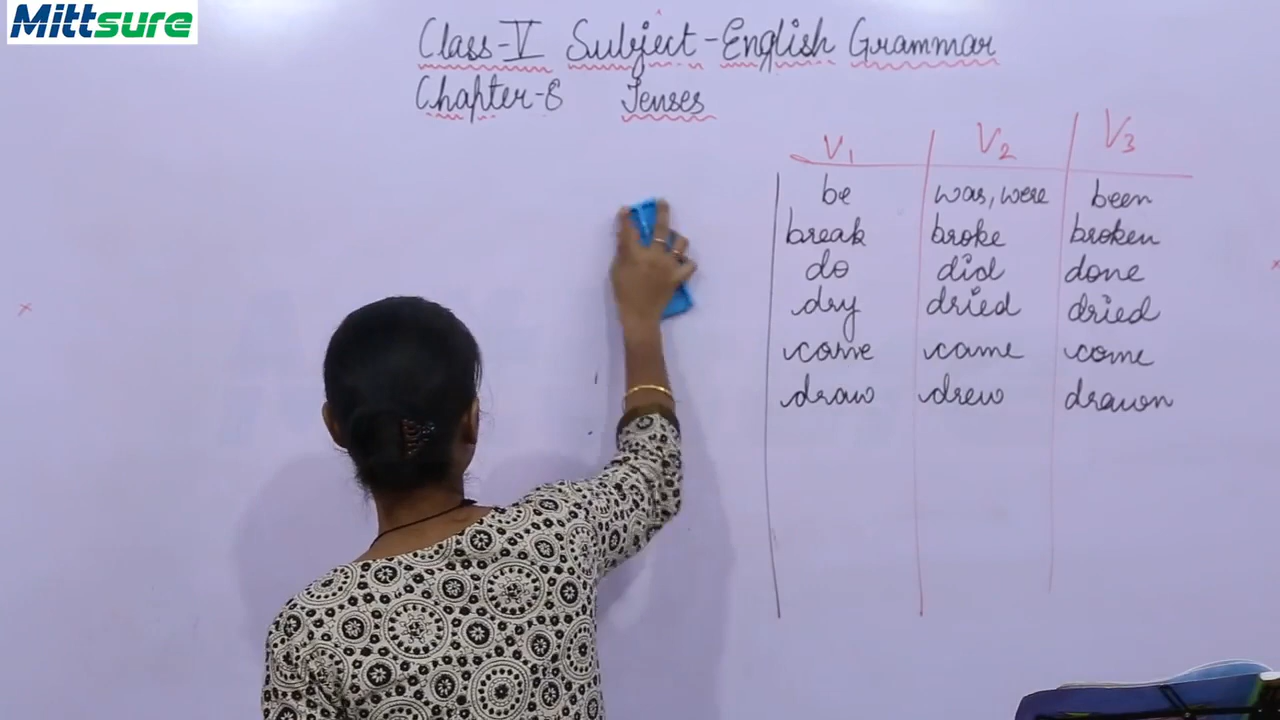 Mittsure
Class-V Subject-English Grammar
Chapter-8 Tenses
V1 V2 V3
be was, were been
break broke broken
do did done
dry dried dried
come came come
draw drew drawn